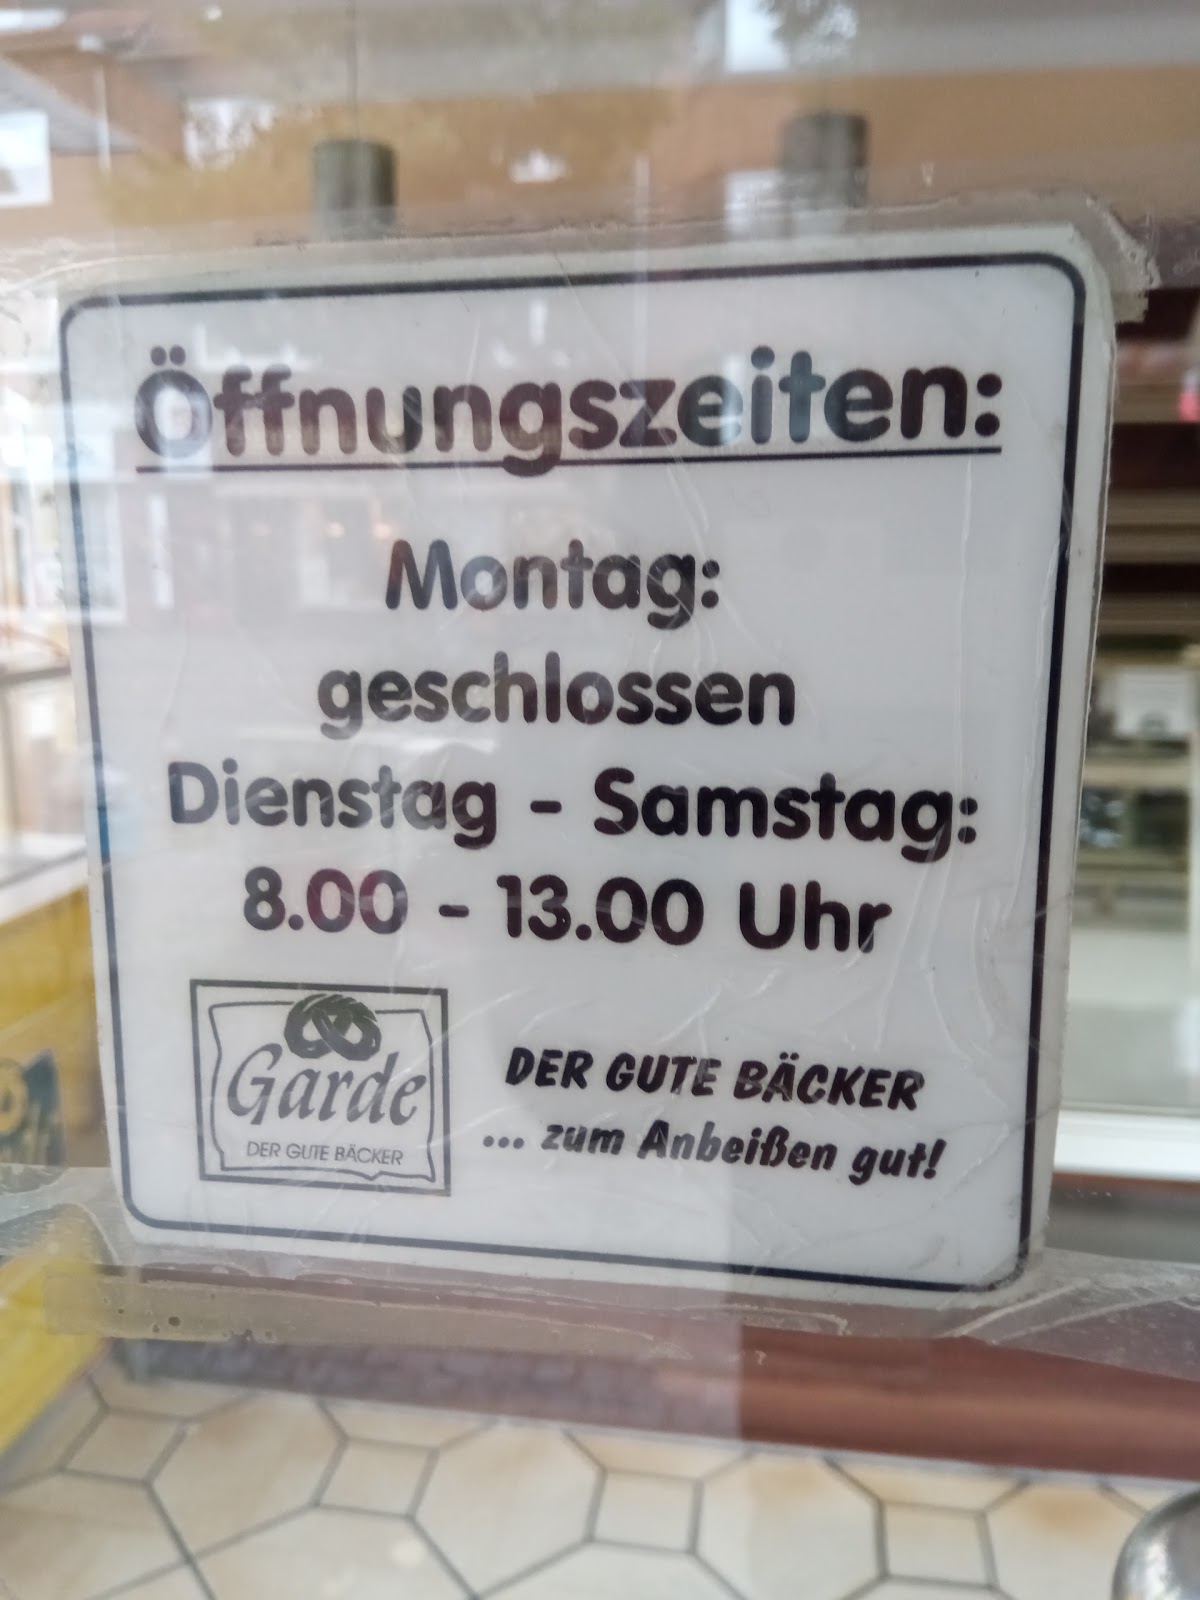 Öffnungszeiten:
Montag:
geschlossen
Dienstag - Samstag:
8.00 - 13.00 Uhr
Garde
DER GUTE BÄCKER
DER GUTE BÄCKER
... zum Anbeißen gut!